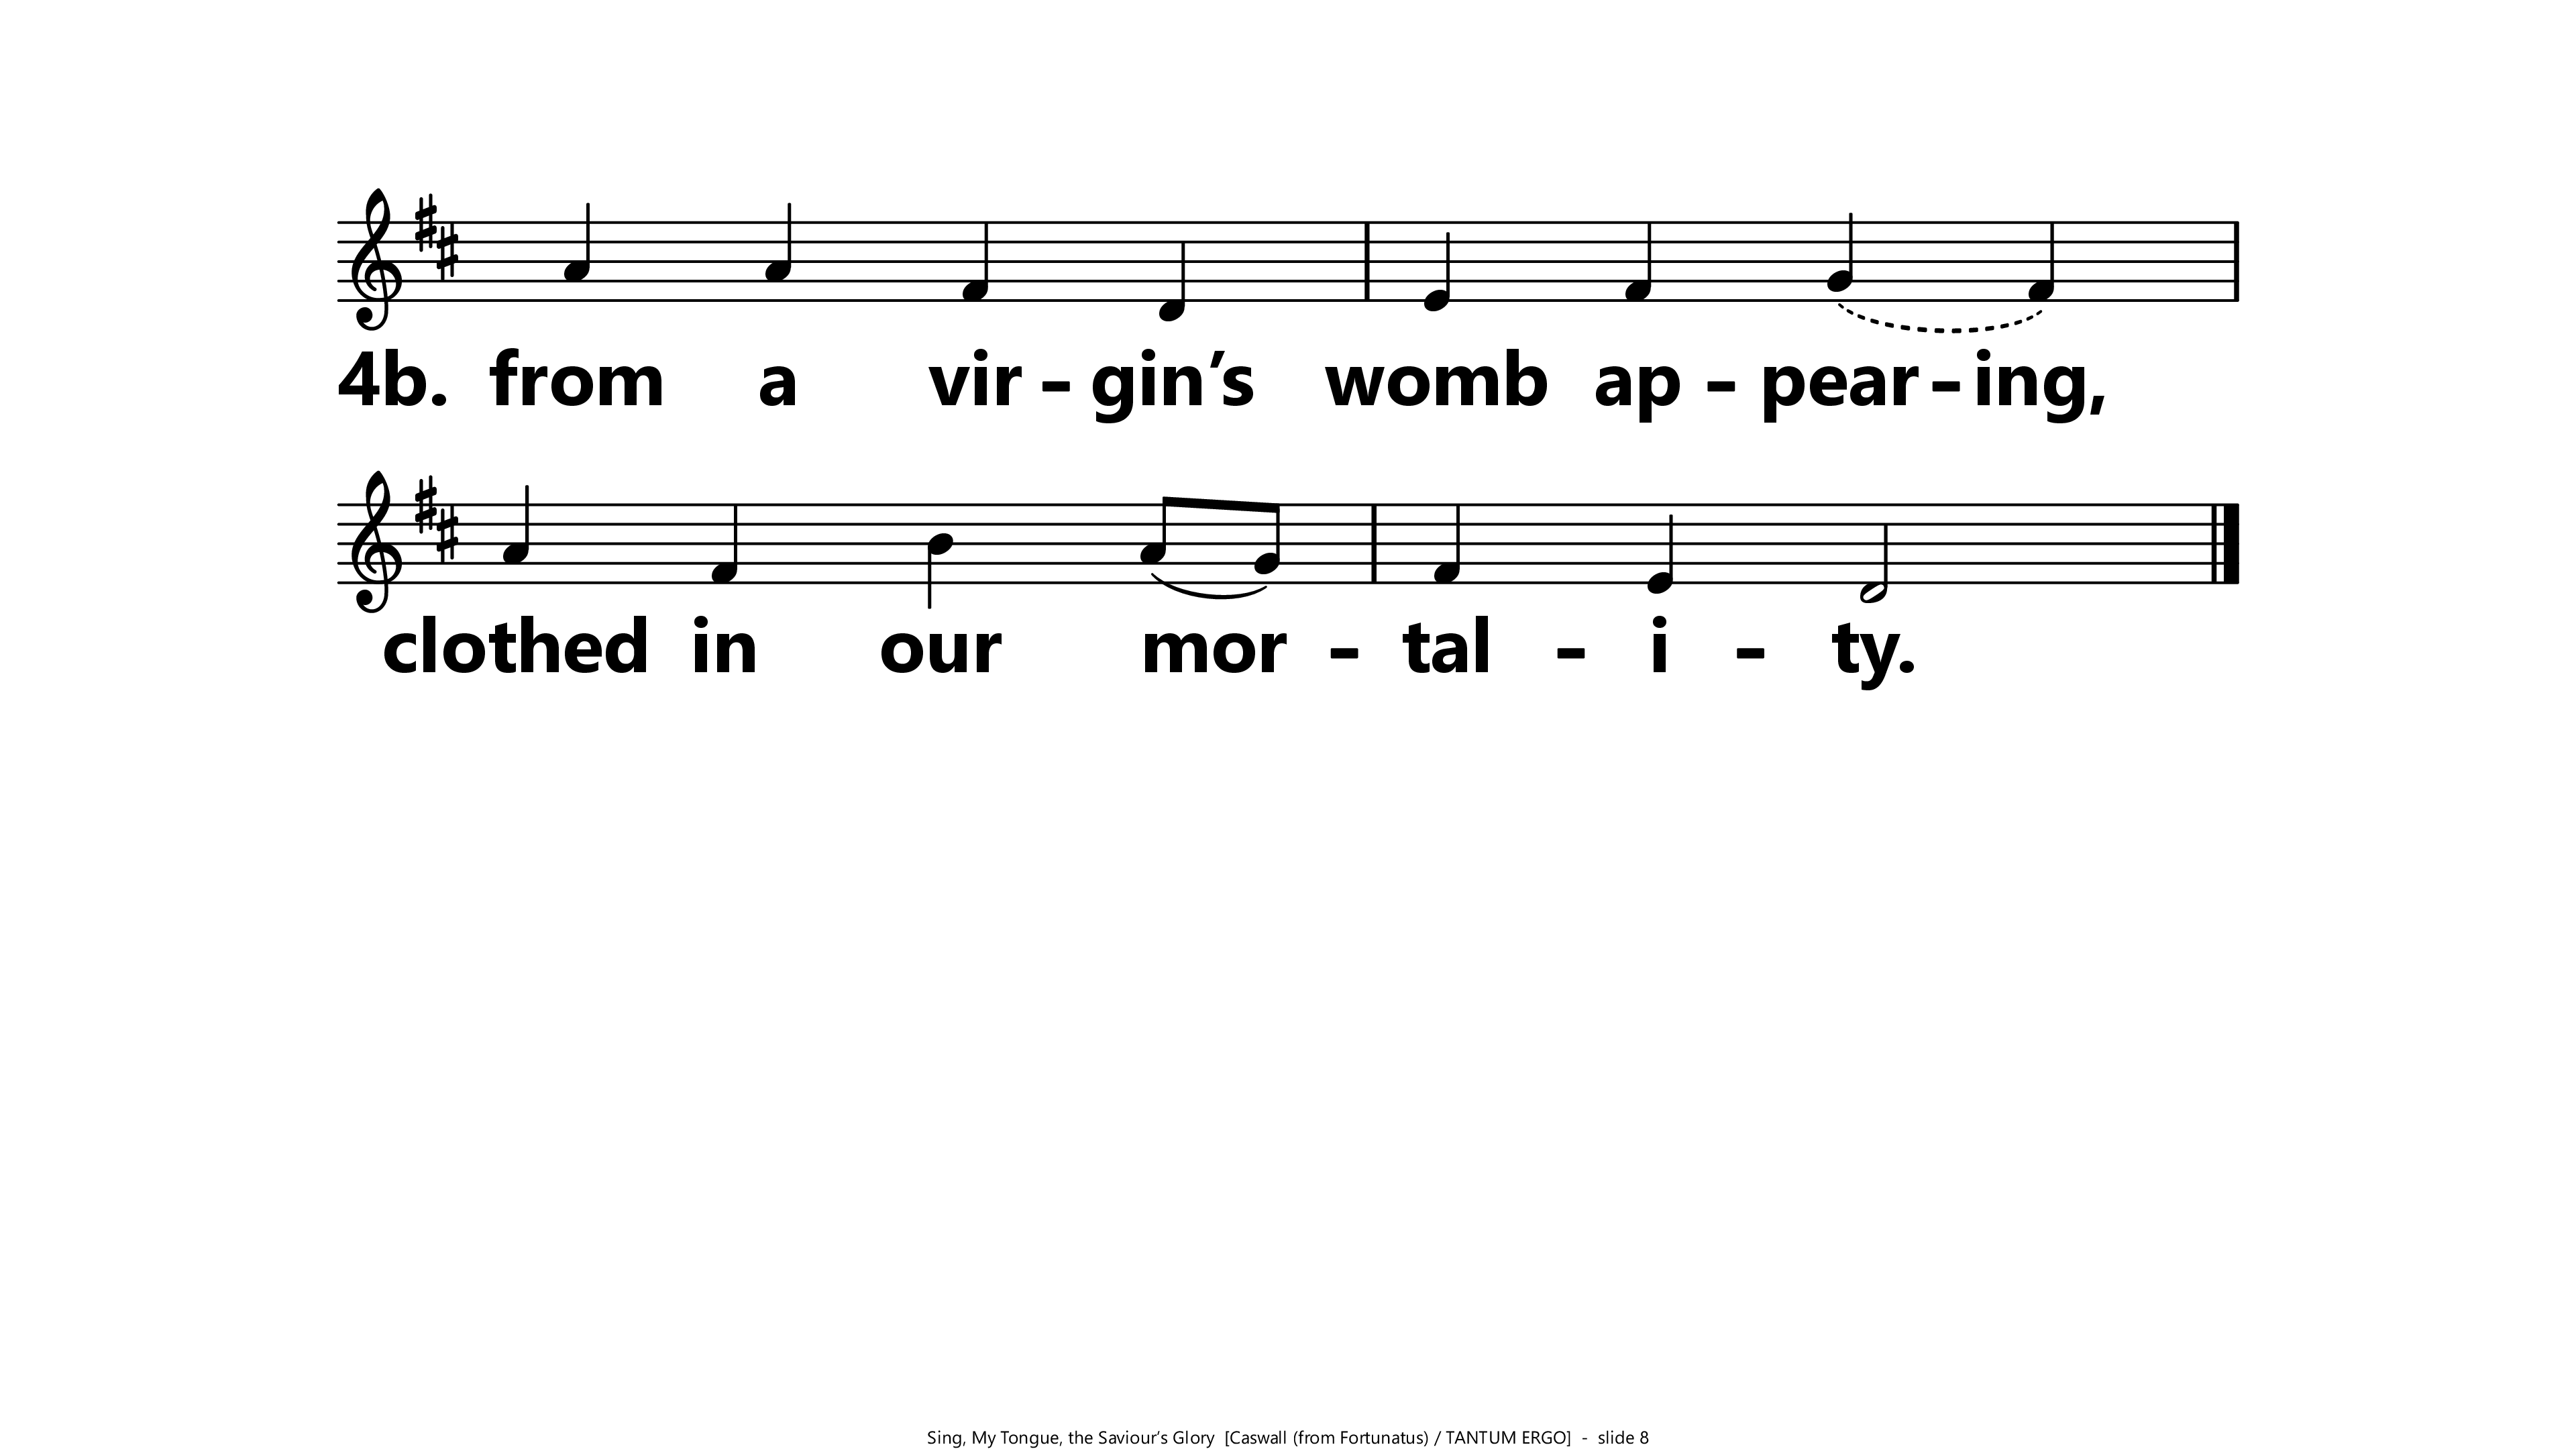 4b. from a vir - gin’s womb ap - pear - ing,
clothed in our mor - tal - i - ty.
Sing, My Tongue, the Saviour’s Glory [Caswall (from Fortunatus) / TANTUM ERGO] - slide 8